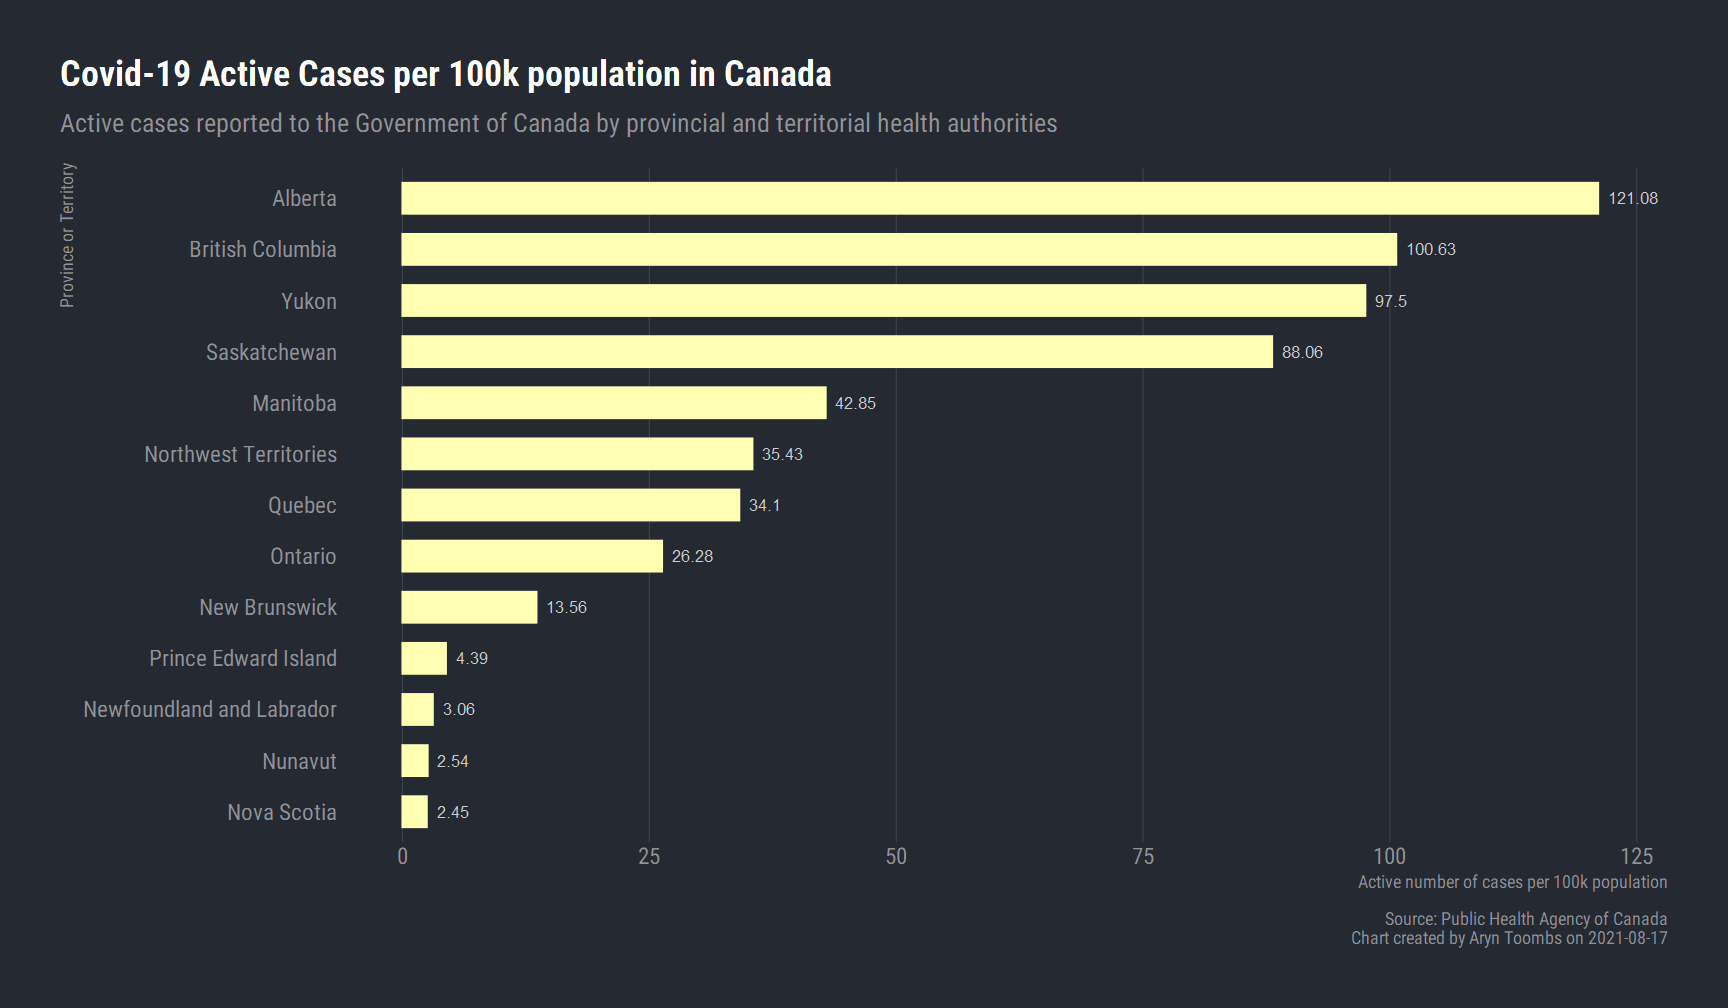 Covid-19 Active Cases per 100k population in Canada
Active cases reported to the Government of Canada by provincial and territorial health authorities
Province or Territory
Alberta 121.08
British Columbia 100.63
Yukon 97.5
Saskatchewan 88.06
Manitoba 42.85
Northwest Territories 35.43
Quebec 34.1
Ontario 26.28
New Brunswick 13.56
Prince Edward Island 4.39
Newfoundland and Labrador 3.06
Nunavut 2.54
Nova Scotia 2.45
0 25 50 75 100 125
Active number of cases per 100k population
Source: Public Health Agency of Canada
Chart created by Aryn Toombs on 2021-08-17